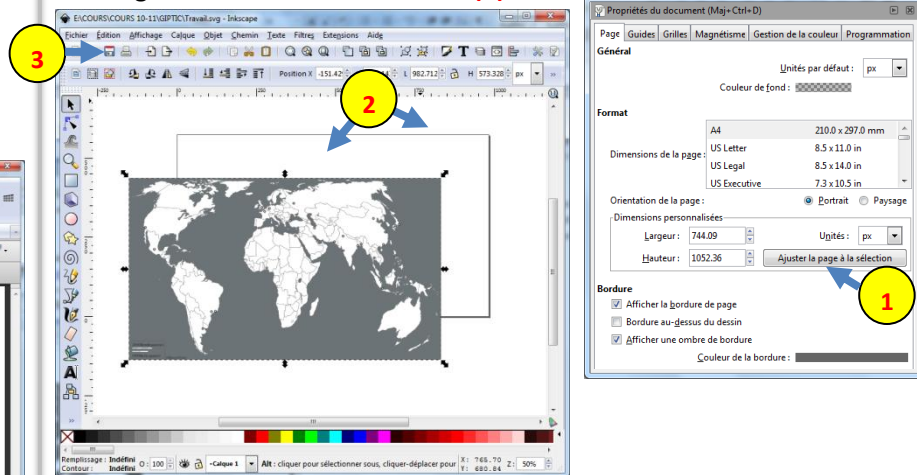 E:\COURS\COURS 10-11\GIPTIC\Travail.svg - Inkscape
Fichier Édition Affichage Calque Objet Chemin Texte Filtres Extensions Aide
3
Position X -151.42 L 982.712 H 573.328 px
2
Remplissage : Indéfini
Contour : Indéfini
O : 100
-Calque 1
Alt : cliquer pour sélectionner sous, cliquer-déplacer pour
X: 766.70
Y: 680.84
Z: 50%
Propriétés du document (Maj+Ctrl+D)
Page Guides Grilles Magnétisme Gestion de la couleur Programmation
Général
Unités par défaut : px
Couleur de fond :
Format
Dimensions de la page :
A4 210.0 x 297.0 mm
US Letter 8.5 x 11.0 in
US Legal 8.5 x 14.0 in
US Executive 7.3 x 10.5 in
Orientation de la page : Portrait Paysage
Dimensions personnalisées
Largeur : 744.09 Unités : px
Hauteur : 1052.36 Ajuster la page à la sélection
1
Bordure
Afficher la bordure de page
Bordure au-dessus du dessin
Afficher une ombre de bordure
Couleur de la bordure :